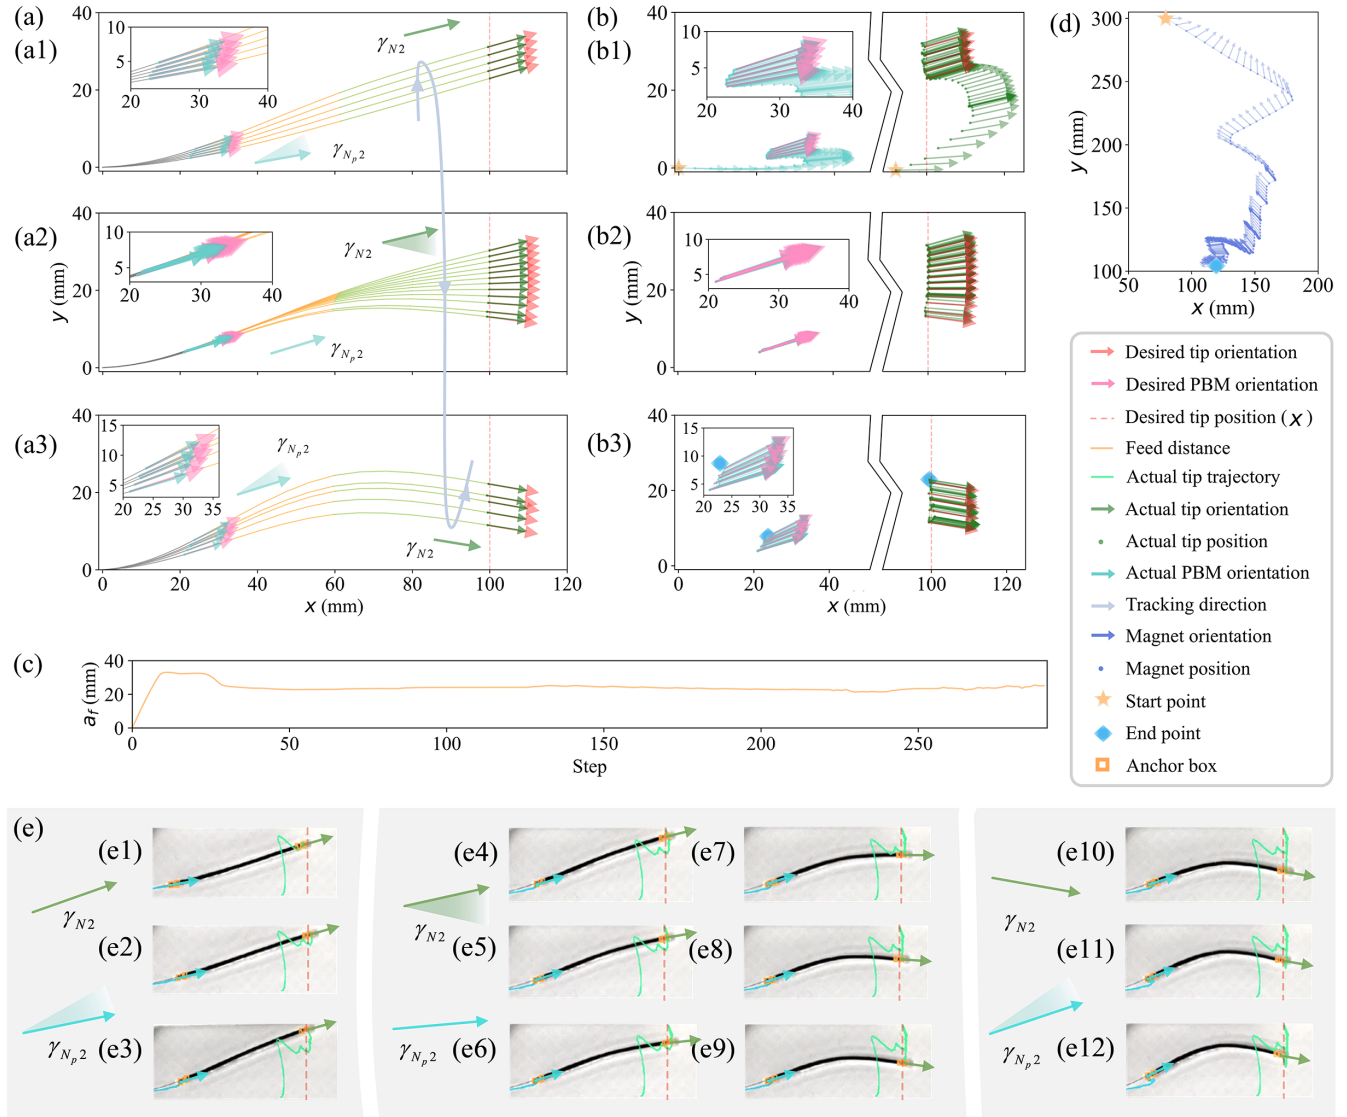 (a)
(a1)
40
20
0
10
5
20 30 40
γN2
γNp2
(b)
(b1)
40
20
0
10
5
22 30 40
(d)
300
250
200
150
100
y (mm)
50 100 150 200
x (mm)
(a2)
40
20
0
y (mm)
10
5
20 30 40
γN2
γNp2
(b2)
40
20
0
y (mm)
10
5
22 30 40
(a3)
40
20
0
15
10
5
20 25 30 35
γNp2
γN2
0 20 40 60 80 100 120
x (mm)
(b3)
40
20
0
15
10
5
22 25 30 35
0 20 40 100 120
x (mm)
Desired tip orientation
Desired PBM orientation
Desired tip position (x)
Feed distance
Actual tip trajectory
Actual tip orientation
Actual tip position
Actual PBM orientation
Tracking direction
Magnet orientation
Magnet position
Start point
End point
Anchor box
(c)
40
20
0
af (mm)
0 50 100 150 200 250
Step
(e)
(e1)
(e2)
(e3)
γN2
γNp2
(e4)
(e5)
(e6)
γN2
γNp2
(e7)
(e8)
(e9)
(e10)
(e11)
(e12)
γN2
γNp2